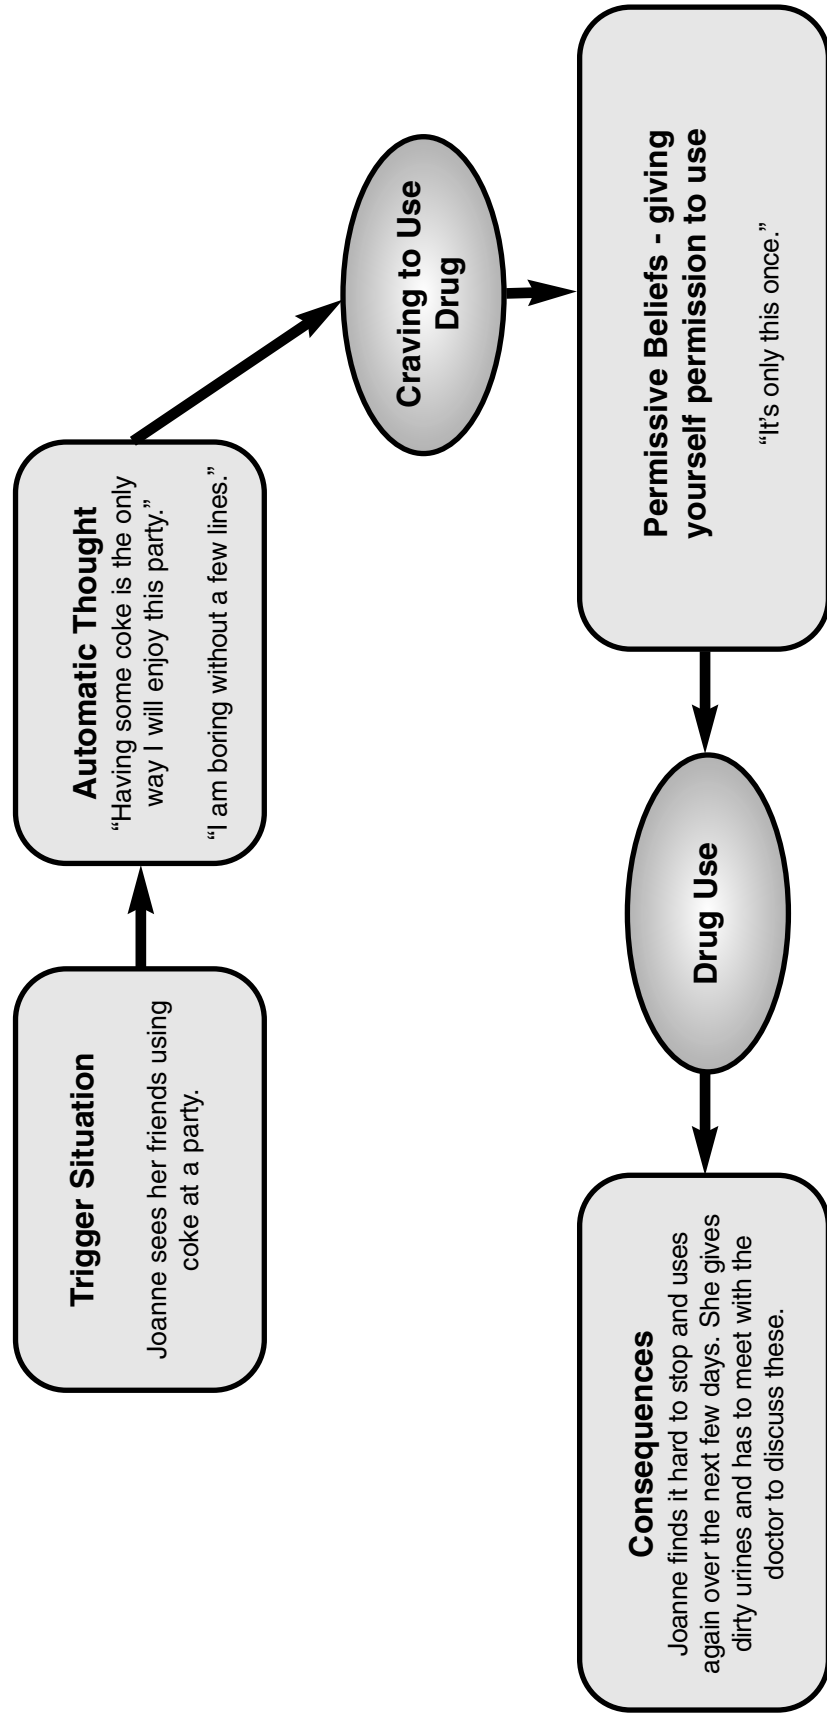 Trigger Situation
Joanne sees her friends using
coke at a party.
Automatic Thought
“Having some coke is the only
way I will enjoy this party.”
“I am boring without a few lines.”
Craving to Use
Drug
Permissive Beliefs - giving
yourself permission to use
“It’s only this once.”
Drug Use
Consequences
Joanne finds it hard to stop and uses
again over the next few days. She gives
dirty urines and has to meet with the
doctor to discuss these.